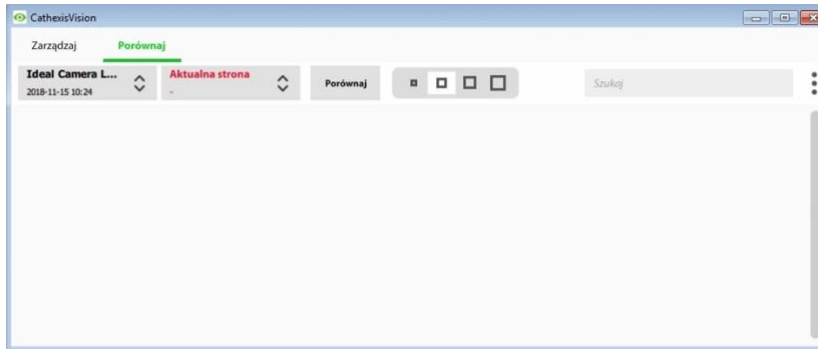 CathexisVision
Zarządzaj Porównaj
Ideal Camera L... Aktualna strona Porównaj Szukaj
2018-11-15 10:24 -